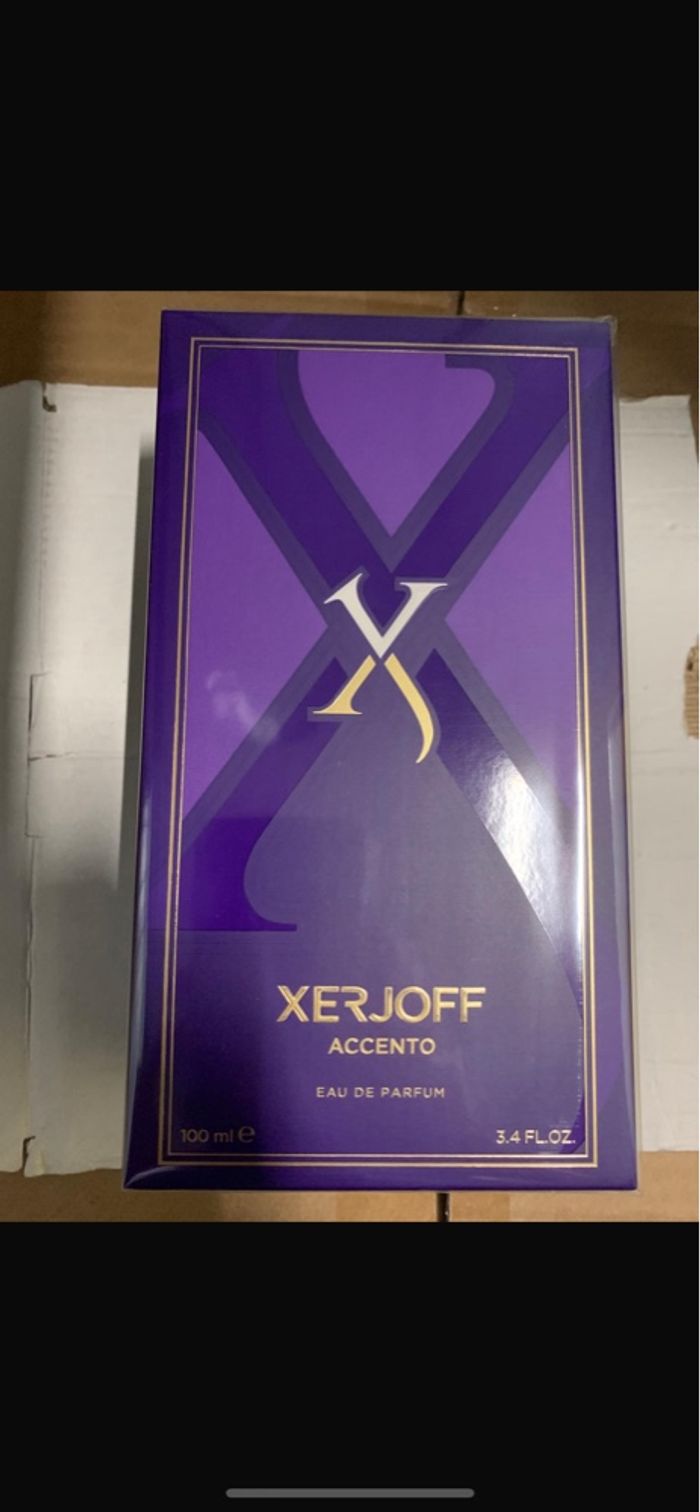 XERJOFF
ACCENTO
EAU DE PARFUM
100 ml ℮ 3.4 FL.OZ.